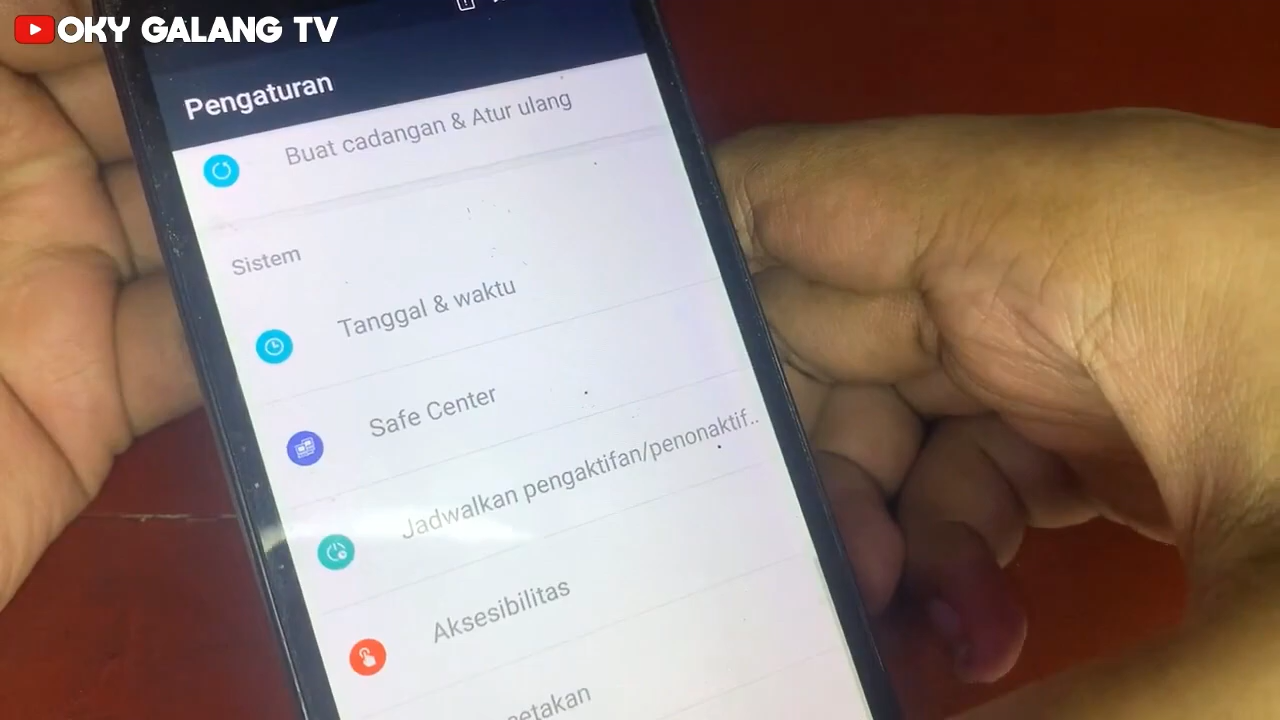 OKY GALANG TV
Pengaturan
Buat cadangan & Atur ulang
Sistem
Tanggal & waktu
Safe Center
Jadwalkan pengaktifan/penonaktif..
Aksesibilitas